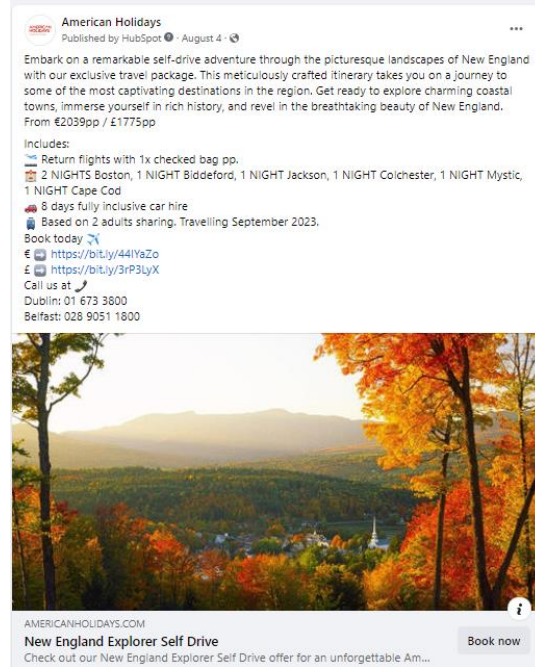 American Holidays
Published by HubSpot · August 4 ·
Embark on a remarkable self-drive adventure through the picturesque landscapes of New England
with our exclusive travel package. This meticulously crafted itinerary takes you on a journey to
some of the most captivating destinations in the region. Get ready to explore charming coastal
towns, immerse yourself in rich history, and revel in the breathtaking beauty of New England.
From €2039pp / £1775pp
Includes:
🛫 Return flights with 1x checked bag pp.
🏨 2 NIGHTS Boston, 1 NIGHT Biddeford, 1 NIGHT Jackson, 1 NIGHT Colchester, 1 NIGHT Mystic,
1 NIGHT Cape Cod
🚗 8 days fully inclusive car hire
🧳 Based on 2 adults sharing. Travelling September 2023.
Book today ✈️
€ ➡️ https://bit.ly/44IYaZo
£ ➡️ https://bit.ly/3rP3LyX
Call us at 📞
Dublin: 01 673 3800
Belfast: 028 9051 1800
AMERICANHOLIDAYS.COM
New England Explorer Self Drive
Check out our New England Explorer Self Drive offer for an unforgettable Am...
Book now